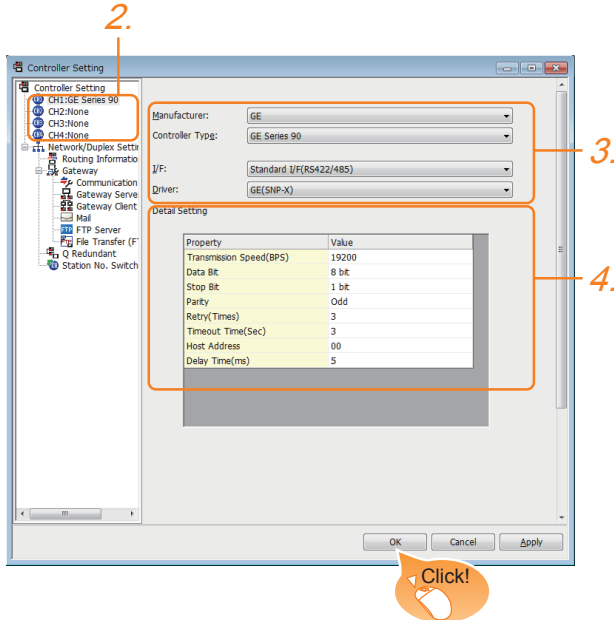 2.
Controller Setting
Controller Setting
CH1:GE Series 90
CH2:None
CH3:None
CH4:None
Network/Duplex Settin
Routing Informatio
Gateway
Communication
Gateway Serve
Gateway Client
Mail
FTP FTP Server
File Transfer (F
Q Redundant
Station No. Switch
Manufacturer: GE
Controller Type: GE Series 90
I/F: Standard I/F(RS422/485)
Driver: GE(SNP-X)
3.
Detail Setting
Property Value
Transmission Speed(BPS) 19200
Data Bit 8 bit
Stop Bit 1 bit
Parity Odd
Retry(Times) 3
Timeout Time(Sec) 3
Host Address 00
Delay Time(ms) 5
4.
OK Cancel Apply
Click!